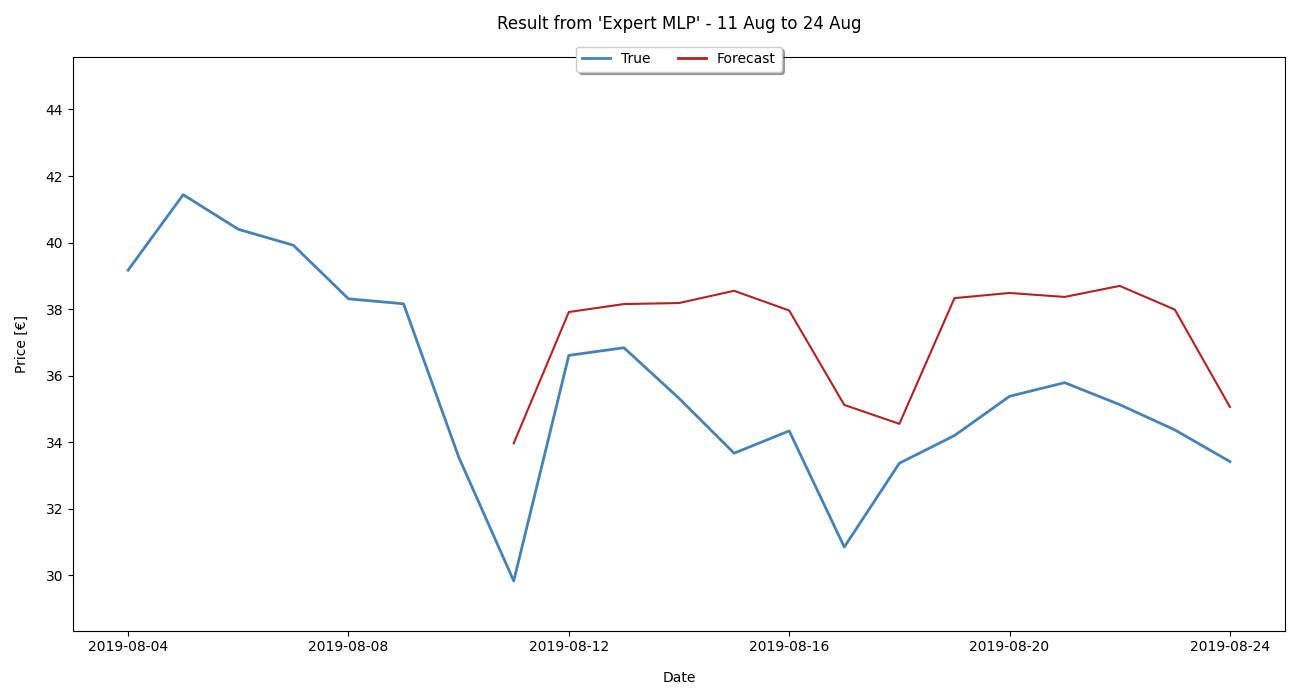 Result from 'Expert MLP' - 11 Aug to 24 Aug
True Forecast
Price [€]
44
42
40
38
36
34
32
30
2019-08-04 2019-08-08 2019-08-12 2019-08-16 2019-08-20 2019-08-24
Date